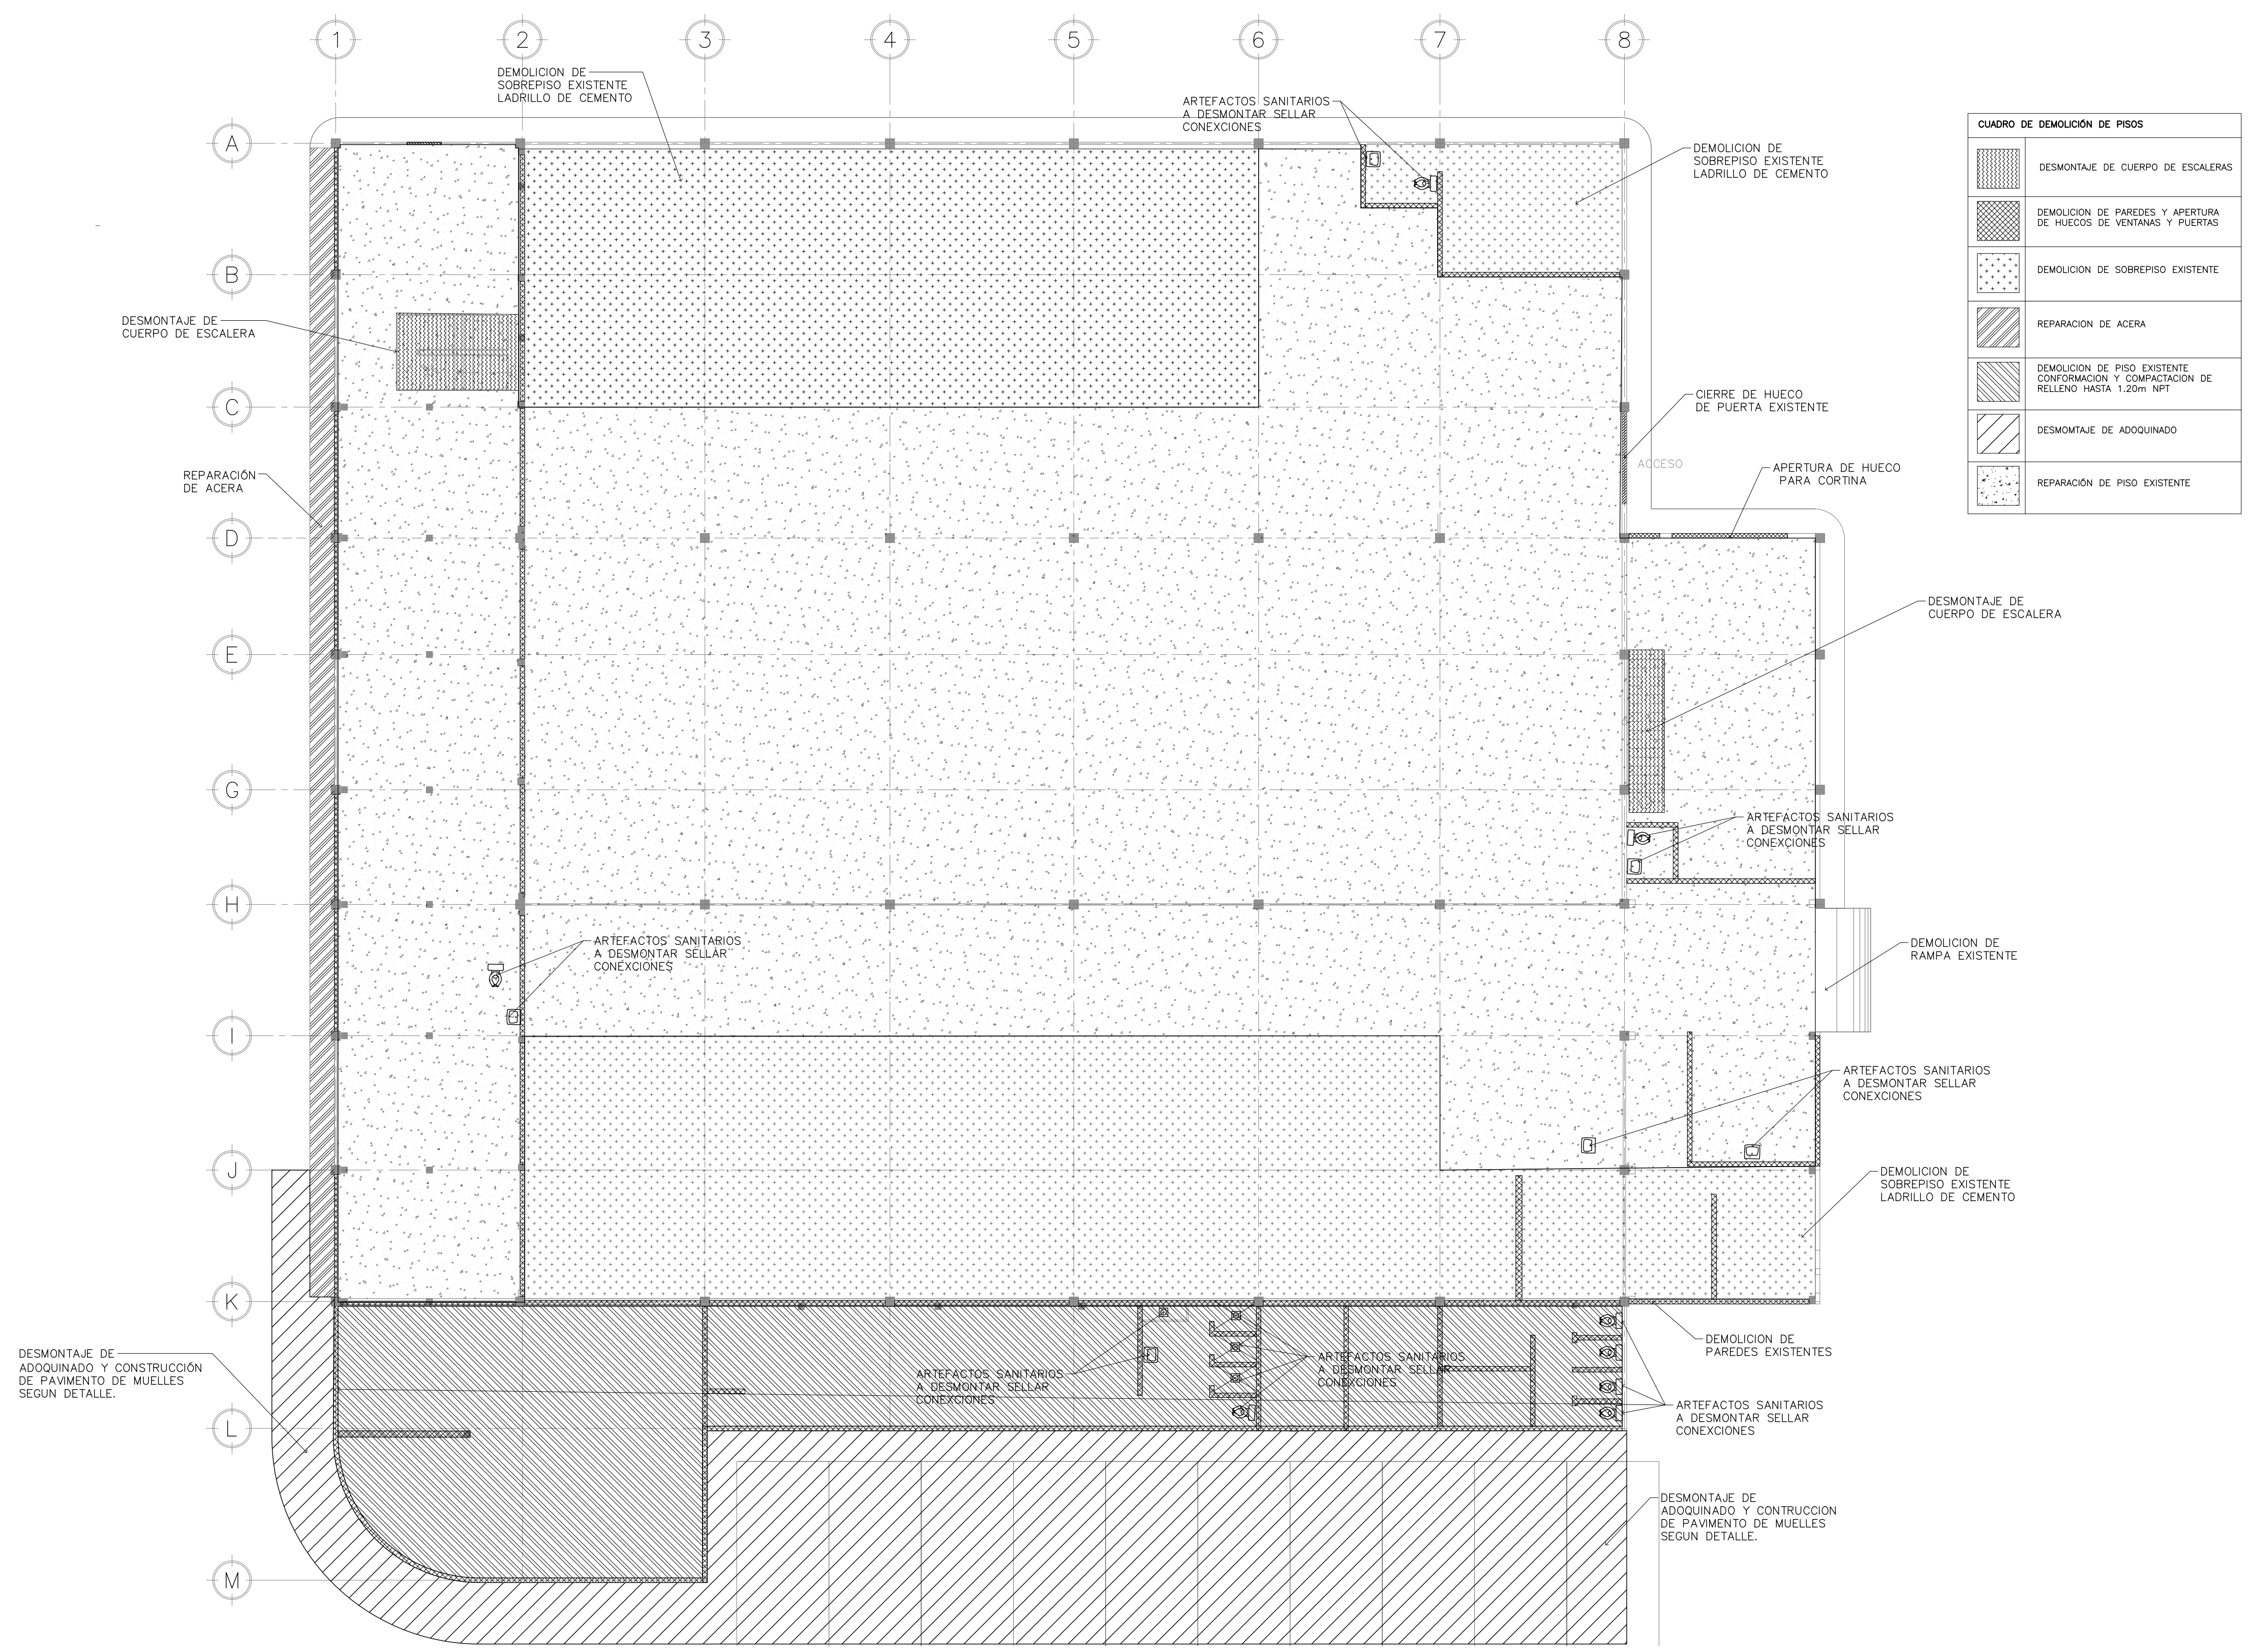 1
2
3
4
5
6
7
8
A
B
C
D
E
G
H
I
J
K
L
M
DEMOLICION DE
SOBREPISO EXISTENTE
LADRILLO DE CEMENTO
ARTEFACTOS SANITARIOS
A DESMONTAR SELLAR
CONEXCIONES
DEMOLICION DE
SOBREPISO EXISTENTE
LADRILLO DE CEMENTO
DESMONTAJE DE
CUERPO DE ESCALERA
CIERRE DE HUECO
DE PUERTA EXISTENTE
ACCESO
REPARACIÓN
DE ACERA
APERTURA DE HUECO
PARA CORTINA
DESMONTAJE DE
CUERPO DE ESCALERA
ARTEFACTOS SANITARIOS
A DESMONTAR SELLAR
CONEXCIONES
ARTEFACTOS SANITARIOS
A DESMONTAR SELLAR
CONEXCIONES
DEMOLICION DE
RAMPA EXISTENTE
ARTEFACTOS SANITARIOS
A DESMONTAR SELLAR
CONEXCIONES
DEMOLICION DE
SOBREPISO EXISTENTE
LADRILLO DE CEMENTO
DEMOLICION DE
PAREDES EXISTENTES
DESMONTAJE DE
ADOQUINADO Y CONSTRUCCIÓN
DE PAVIMENTO DE MUELLES
SEGUN DETALLE.
ARTEFACTOS SANITARIOS
A DESMONTAR SELLAR
CONEXCIONES
ARTEFACTOS SANITARIOS
A DESMONTAR SELLAR
CONEXCIONES
ARTEFACTOS SANITARIOS
A DESMONTAR SELLAR
CONEXCIONES
DESMONTAJE DE
ADOQUINADO Y CONTRUCCION
DE PAVIMENTO DE MUELLES
SEGUN DETALLE.
CUADRO DE DEMOLICIÓN DE PISOS
DESMONTAJE DE CUERPO DE ESCALERAS
DEMOLICION DE PAREDES Y APERTURA
DE HUECOS DE VENTANAS Y PUERTAS
DEMOLICION DE SOBREPISO EXISTENTE
REPARACION DE ACERA
DEMOLICION DE PISO EXISTENTE
CONFORMACION Y COMPACTACION DE
RELLENO HASTA 1.20m NPT
DESMOMTAJE DE ADOQUINADO
REPARACIÓN DE PISO EXISTENTE